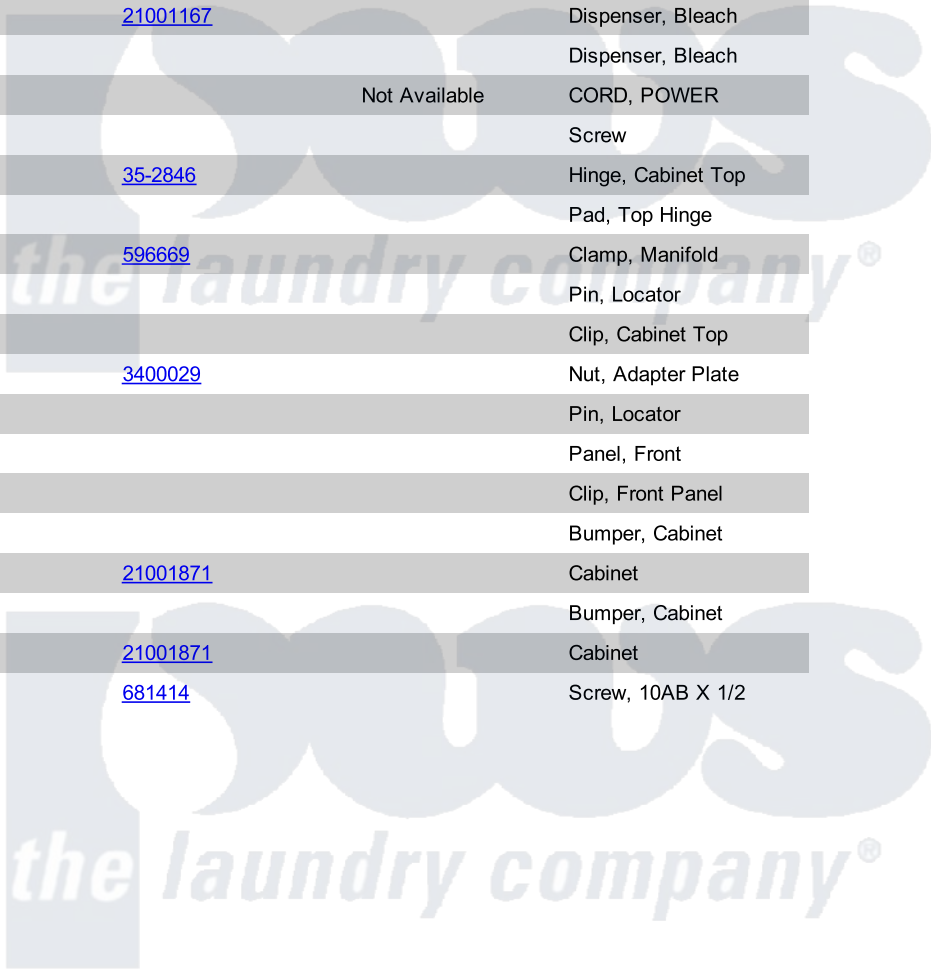 21001167 Dispenser, Bleach
Dispenser, Bleach
Not Available CORD, POWER
Screw
35-2846 Hinge, Cabinet Top
Pad, Top Hinge
596669 Clamp, Manifold
the laundry company®
Pin, Locator
Clip, Cabinet Top
3400029 Nut, Adapter Plate
Pin, Locator
Panel, Front
Clip, Front Panel
Bumper, Cabinet
21001871 Cabinet
Bumper, Cabinet
21001871 Cabinet
681414 Screw, 10AB X 1/2
pws
the laundry company®